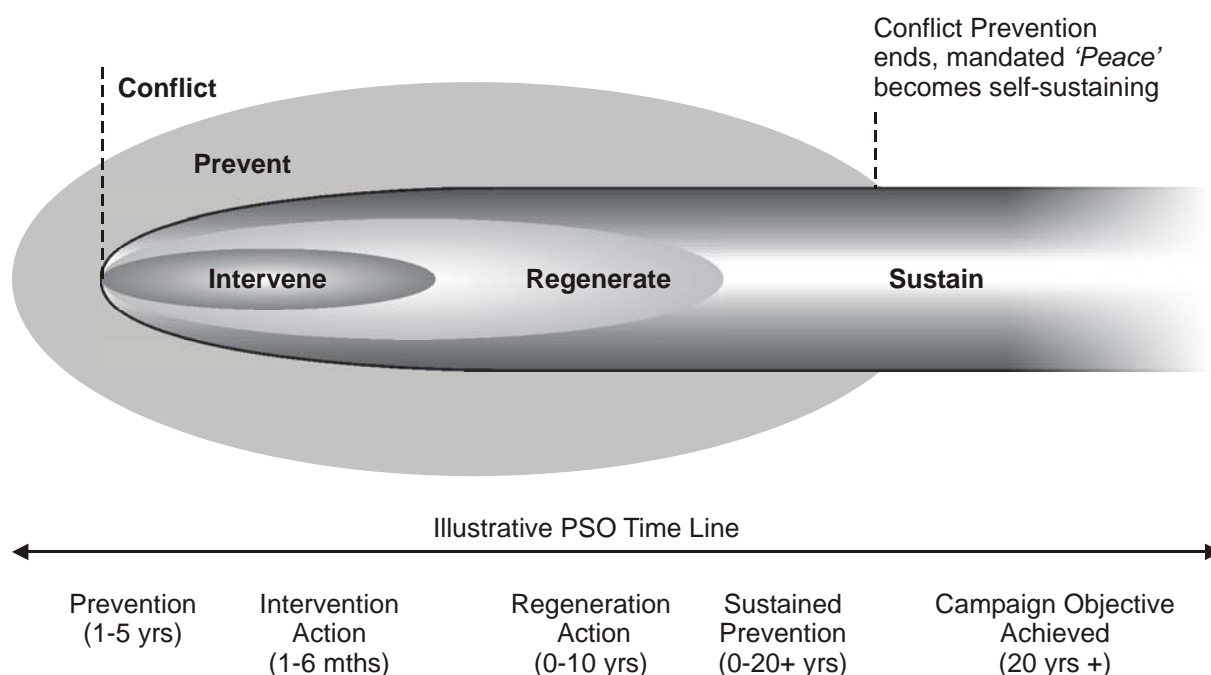 Conflict Prevention
ends, mandated 'Peace'
becomes self-sustaining
Conflict
Prevent
Intervene
Regenerate
Sustain
Illustrative PSO Time Line
Prevention
(1-5 yrs)
Intervention
Action
(1-6 mths)
Regeneration
Action
(0-10 yrs)
Sustained
Prevention
(0-20+ yrs)
Campaign Objective
Achieved
(20 yrs +)